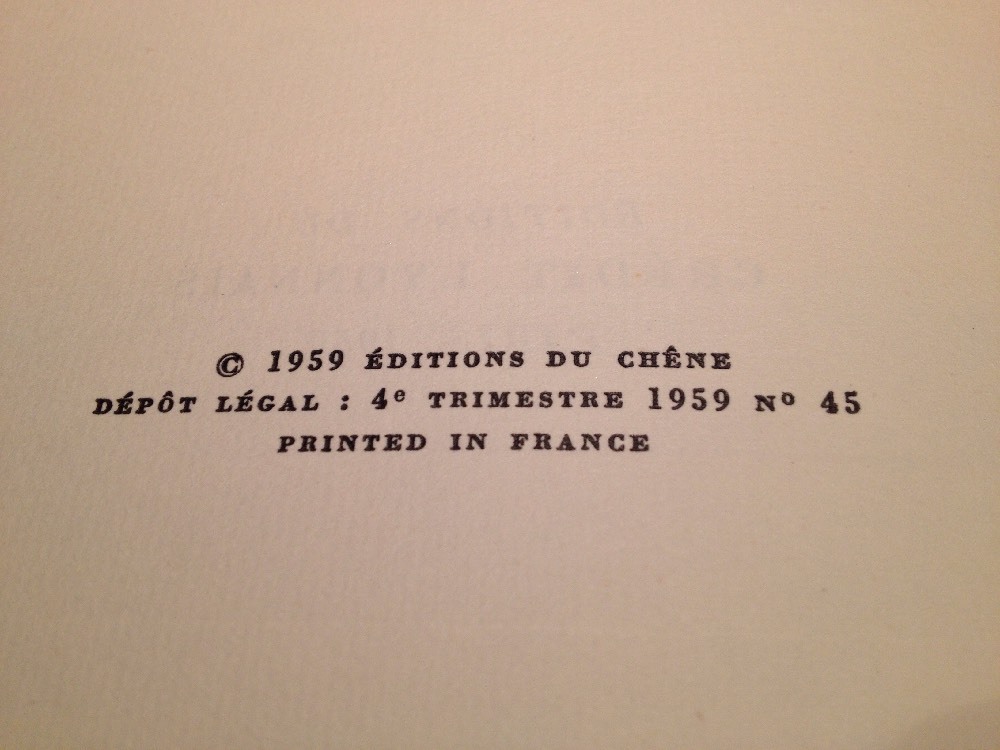 © 1959 ÉDITIONS DU CHÊNE
DÉPÔT LÉGAL : 4e TRIMESTRE 1959 No 45
PRINTED IN FRANCE